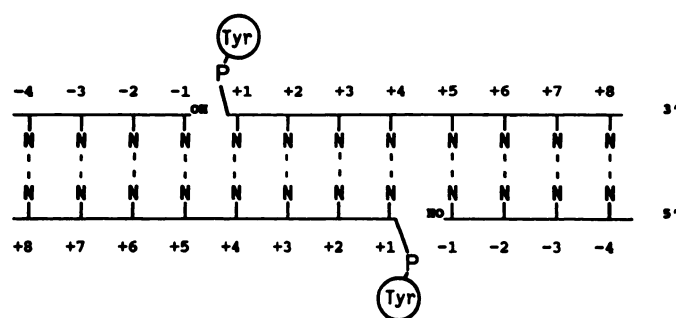 Tyr
P
-4 -3 -2 -1 +1 +2 +3 +4 +5 +6 +7 +8
OH 3'
N N N N N N N N N N N N
N N N N N N N N N N N N
HO 5'
+8 +7 +6 +5 +4 +3 +2 +1 -1 -2 -3 -4
P
Tyr